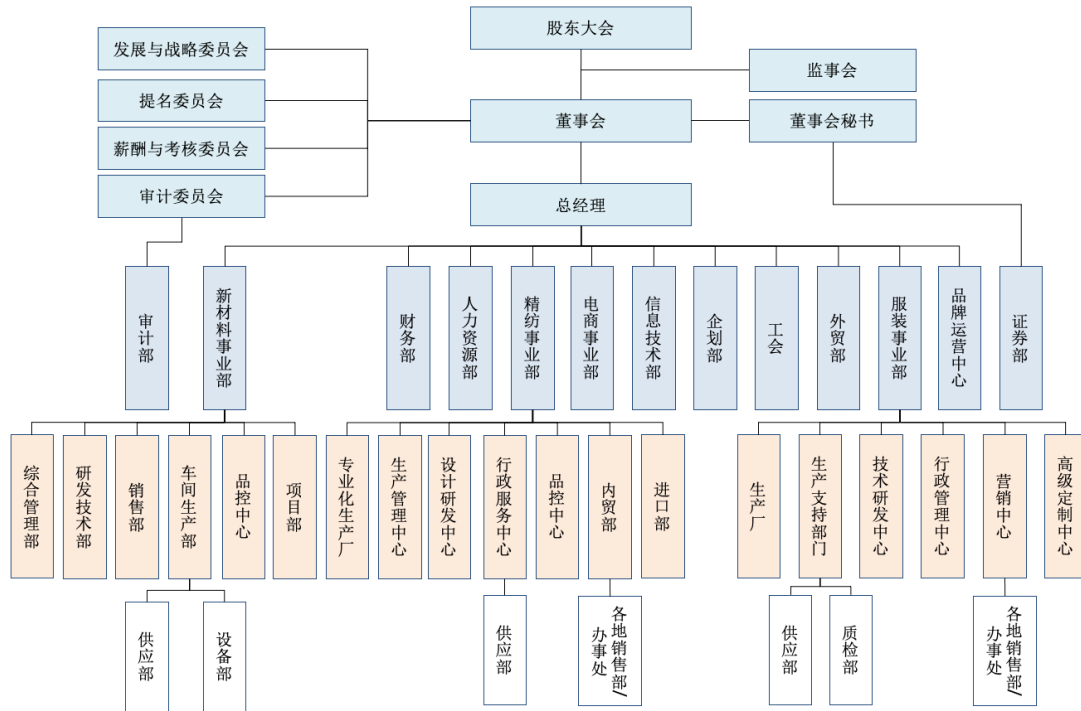 股东大会
发展与战略委员会
监事会
提名委员会
董事会
董事会秘书
薪酬与考核委员会
审计委员会
总经理
审计部
新材料事业部
财务部
人力资源部
精纺事业部
电商事业部
信息技术部
企划部
工会
外贸部
服装事业部
品牌运营中心
证券部
综合管理部
研发技术部
销售部
车间生产部
品控中心
项目部
专业化生产厂
生产管理中心
设计研发中心
行政服务中心
品控中心
内贸部
进口部
生产厂
生产支持部门
技术研发中心
行政管理中心
营销中心
高级定制中心
供应部
设备部
供应部
各地销售部/
办事处
供应部
质检部
各地销售部/
办事处